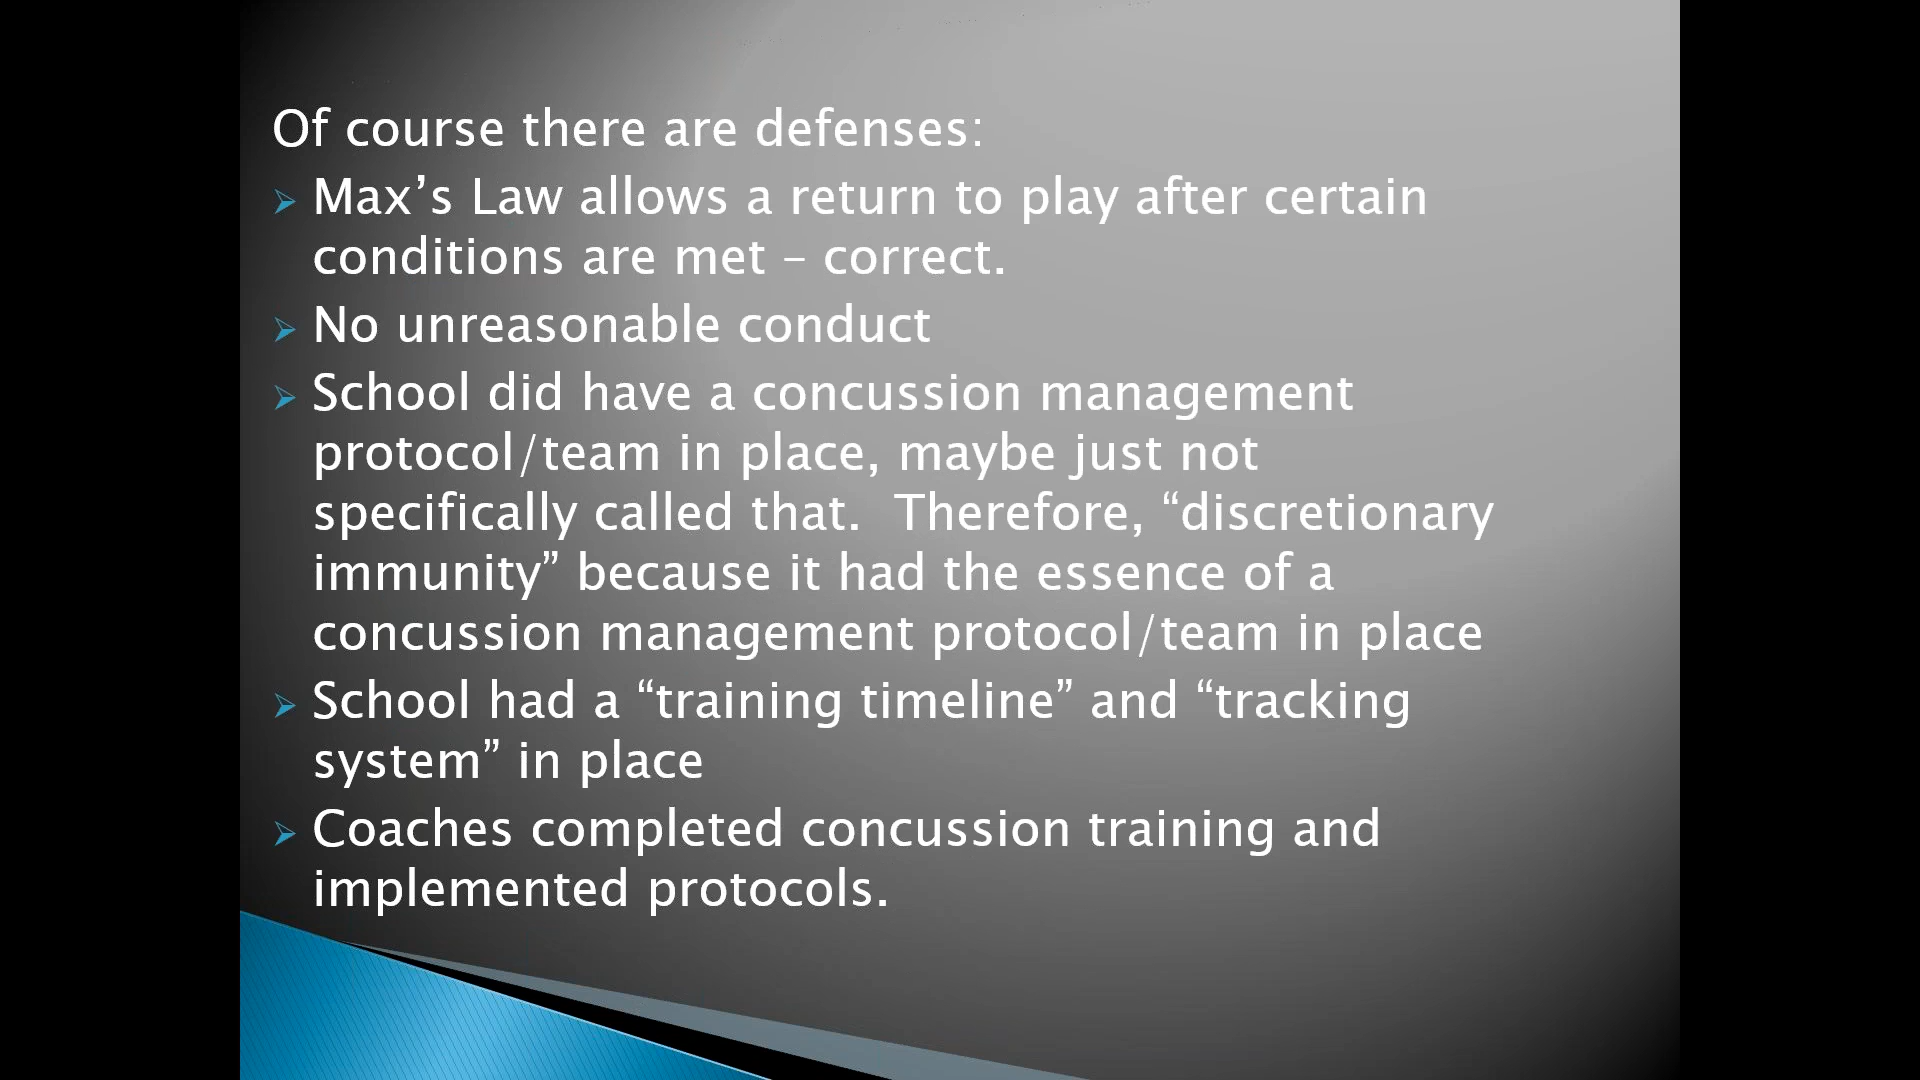 Of course there are defenses:
➢ Max’s Law allows a return to play after certain
conditions are met – correct.
➢ No unreasonable conduct
➢ School did have a concussion management
protocol/team in place, maybe just not
specifically called that.  Therefore, “discretionary
immunity” because it had the essence of a
concussion management protocol/team in place
➢ School had a “training timeline” and “tracking
system” in place
➢ Coaches completed concussion training and
implemented protocols.